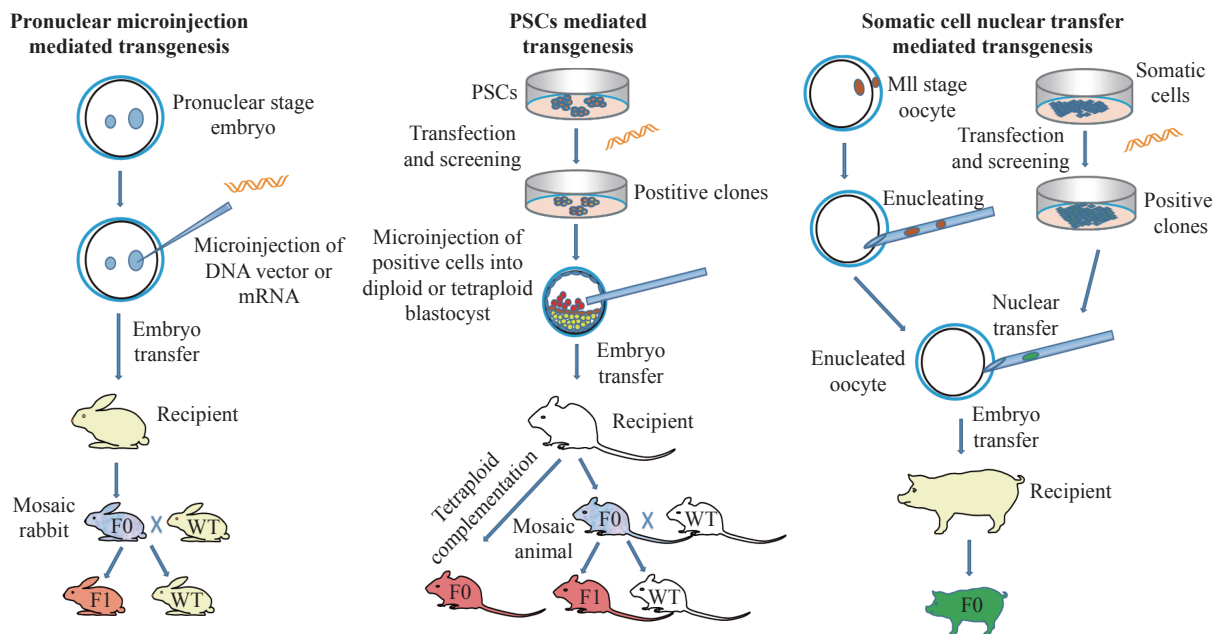 Pronuclear microinjection
mediated transgenesis
Pronuclear stage
embryo
Microinjection of
DNA vector or
mRNA
Embryo
transfer
Recipient
Mosaic
rabbit
F0
X
WT
F1
WT
PSCs mediated
transgenesis
PSCs
Transfection
and screening
Postitive clones
Microinjection of
positive cells into
diploid or tetraploid
blastocyst
Embryo
transfer
Recipient
Tetraploid
complementation
Mosaic
animal
F0
X
WT
F0
F1
WT
Somatic cell nuclear transfer
mediated transgenesis
Mll stage
oocyte
Somatic
cells
Transfection
and screening
Enucleating
Positive
clones
Nuclear
transfer
Enucleated
oocyte
Embryo
transfer
Recipient
F0